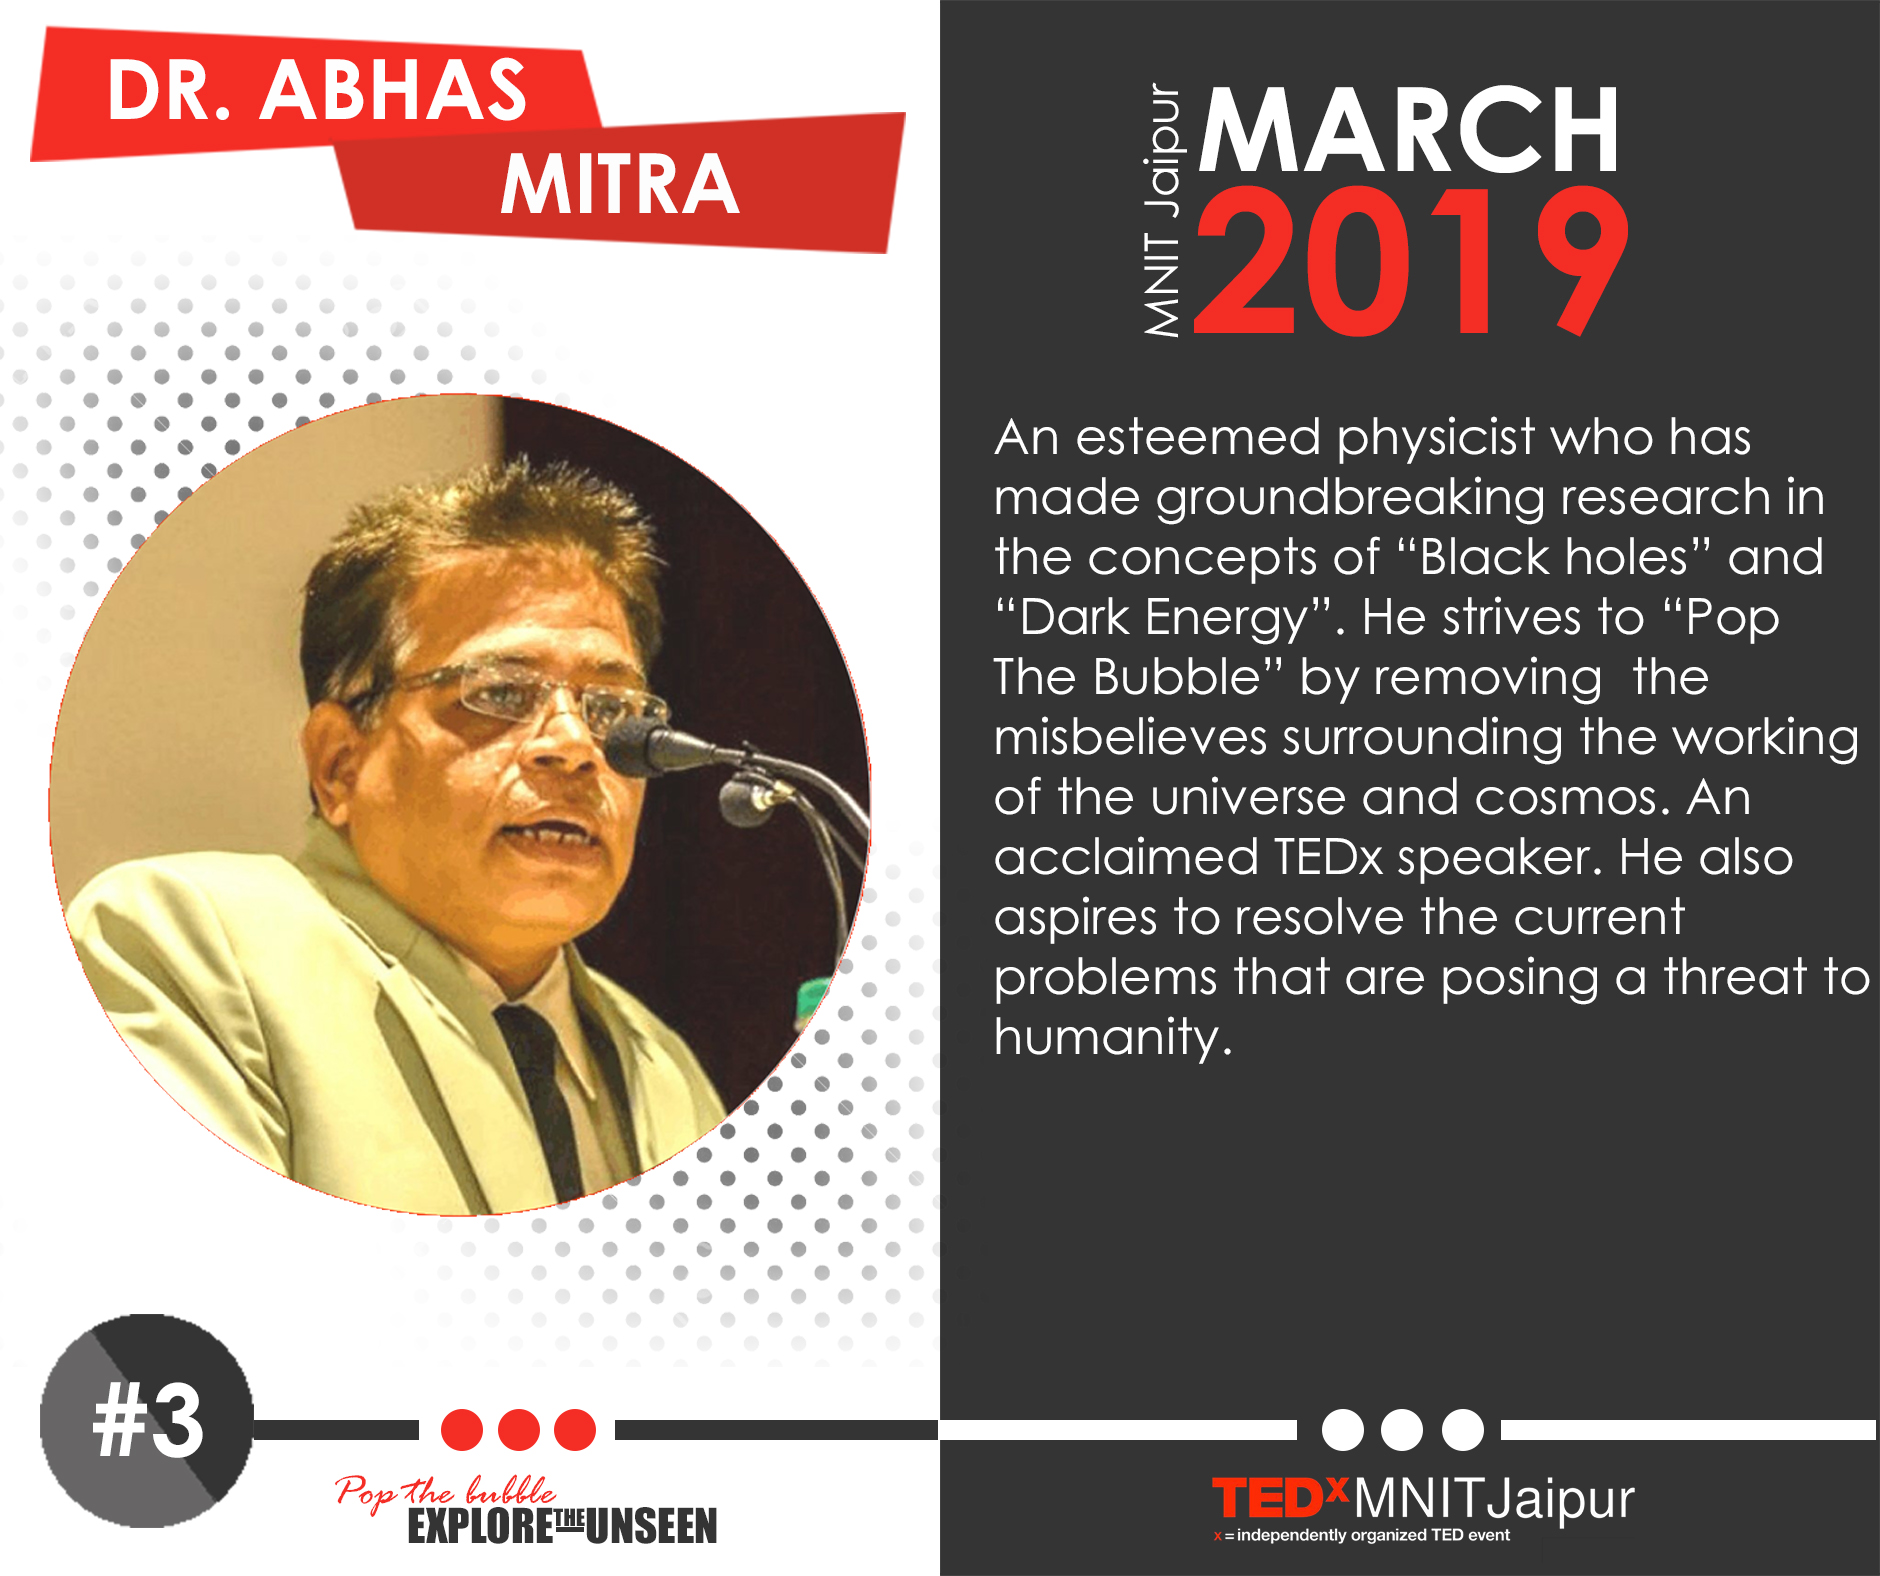 DR. ABHAS
MITRA
#3
Pop the bubble
EXPLORE THE UNSEEN
MNIT Jaipur
MARCH
2019
An esteemed physicist who has
made groundbreaking research in
the concepts of “Black holes” and
“Dark Energy”. He strives to “Pop
The Bubble” by removing  the
misbelieves surrounding the working
of the universe and cosmos. An
acclaimed TEDx speaker. He also
aspires to resolve the current
problems that are posing a threat to
humanity.
TEDxMNITJaipur
x = independently organized TED event